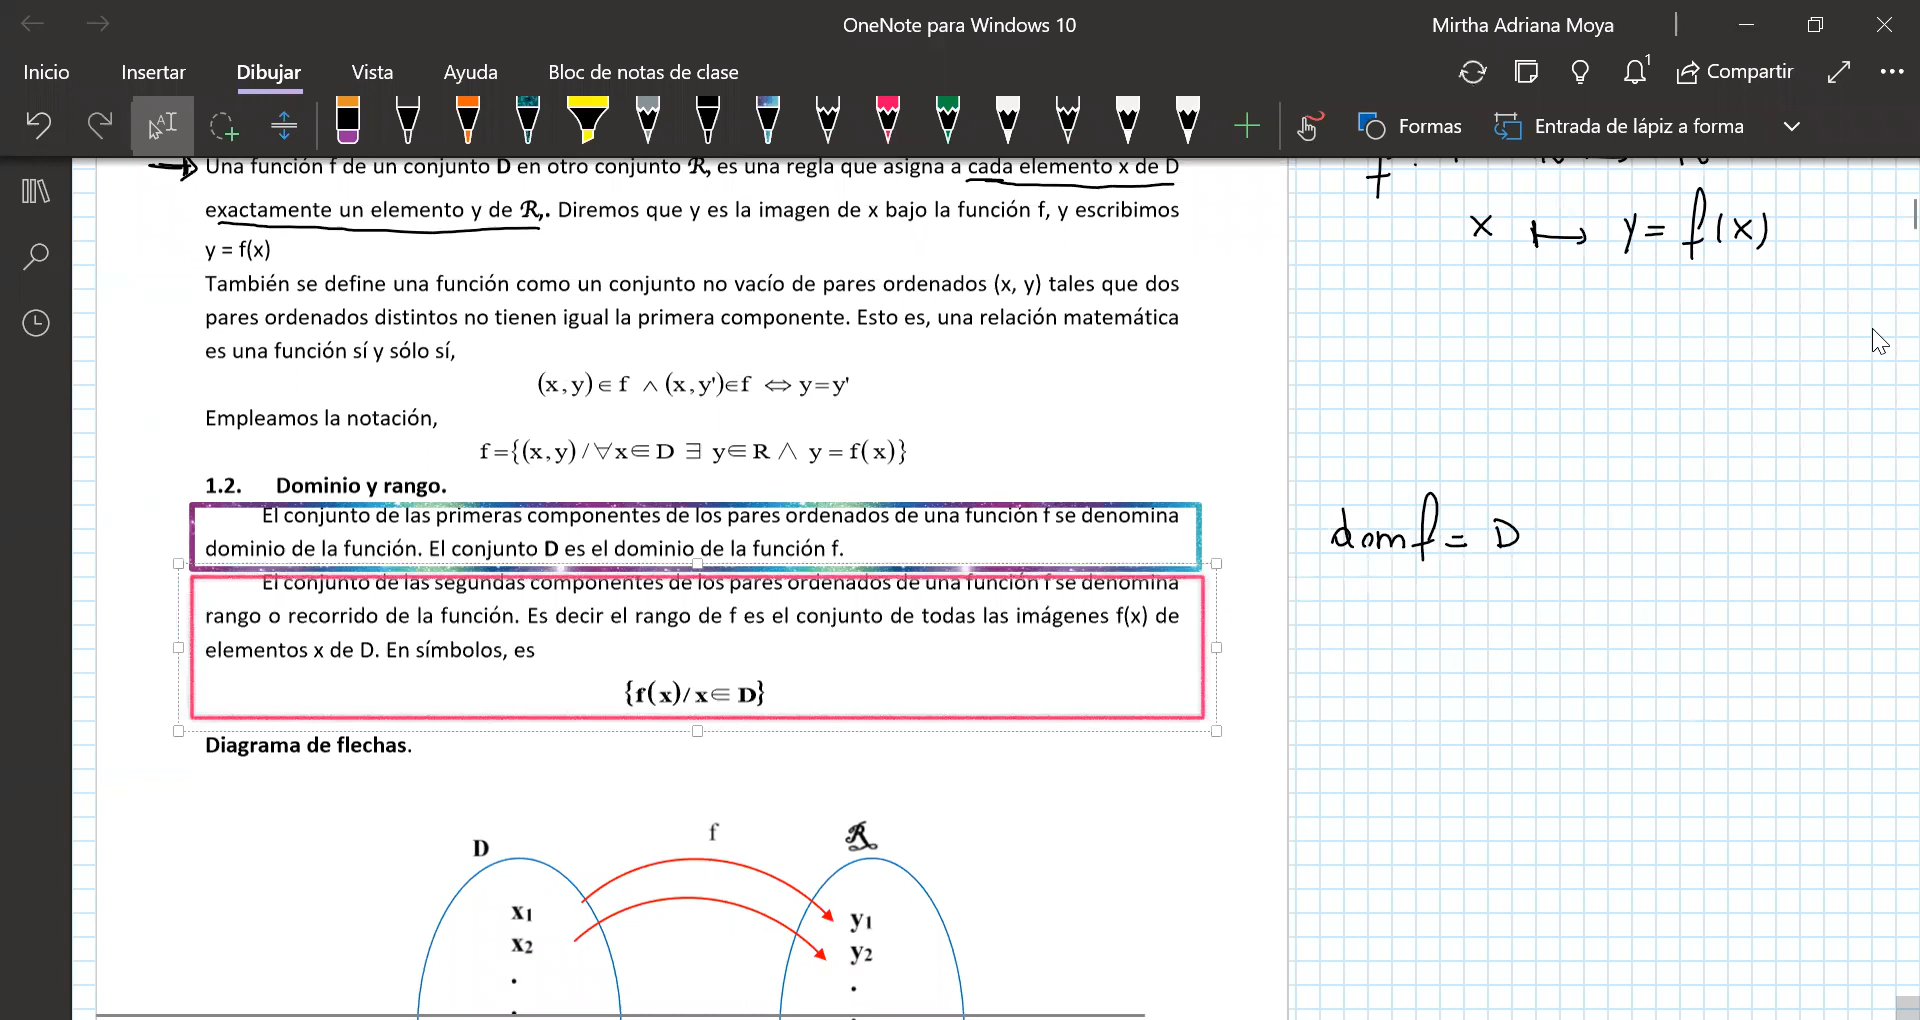 OneNote para Windows 10
Mirtha Adriana Moya
Inicio Insertar Dibujar Vista Ayuda Bloc de notas de clase
1
Compartir
Formas
Entrada de lápiz a forma
Una función f de un conjunto D en otro conjunto ℛ, es una regla que asigna a cada elemento x de D
exactamente un elemento y de ℛ,. Diremos que y es la imagen de x bajo la función f, y escribimos
y = f(x)
También se define una función como un conjunto no vacío de pares ordenados (x, y) tales que dos
pares ordenados distintos no tienen igual la primera componente. Esto es, una relación matemática
es una función sí y sólo sí,
(x,y)∈ f ∧ (x,y')∈f ⇔ y=y'
Empleamos la notación,
f={(x,y)/∀x∈D ∃ y∈R ∧ y=f(x)}
1.2. Dominio y rango.
El conjunto de las primeras componentes de los pares ordenados de una función f se denomina
dominio de la función. El conjunto D es el dominio de la función f.
El conjunto de las segundas componentes de los pares ordenados de una función f se denomina
rango o recorrido de la función. Es decir el rango de f es el conjunto de todas las imágenes f(x) de
elementos x de D. En símbolos, es
{f(x)/x∈ D}
Diagrama de flechas.
D f ℛ
x1 y1
x2 y2
. .
x ↦ y = f(x)
dom f = D